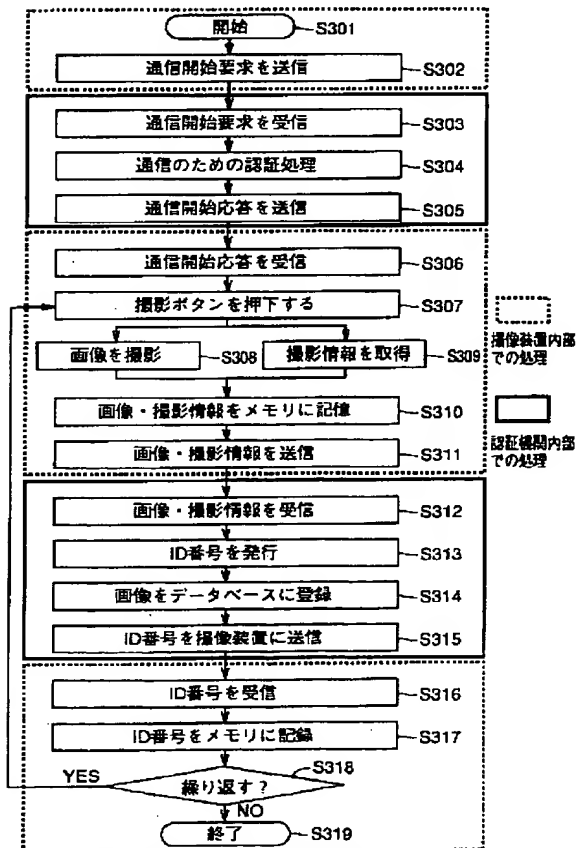 開始
S301
通信開始要求を送信
S302
通信開始要求を受信
S303
通信のための認証処理
S304
通信開始応答を送信
S305
通信開始応答を受信
S306
撮影ボタンを押下する
S307
画像を撮影
S308
撮影情報を取得
S309
撮像装置内部
での処理
画像・撮影情報をメモリに記憶
S310
画像・撮影情報を送信
S311
認証機関内部
での処理
画像・撮影情報を受信
S312
ID番号を発行
S313
画像をデータベースに登録
S314
ID番号を撮像装置に送信
S315
ID番号を受信
S316
ID番号をメモリに記録
S317
繰り返す？
S318
YES
NO
終了
S319